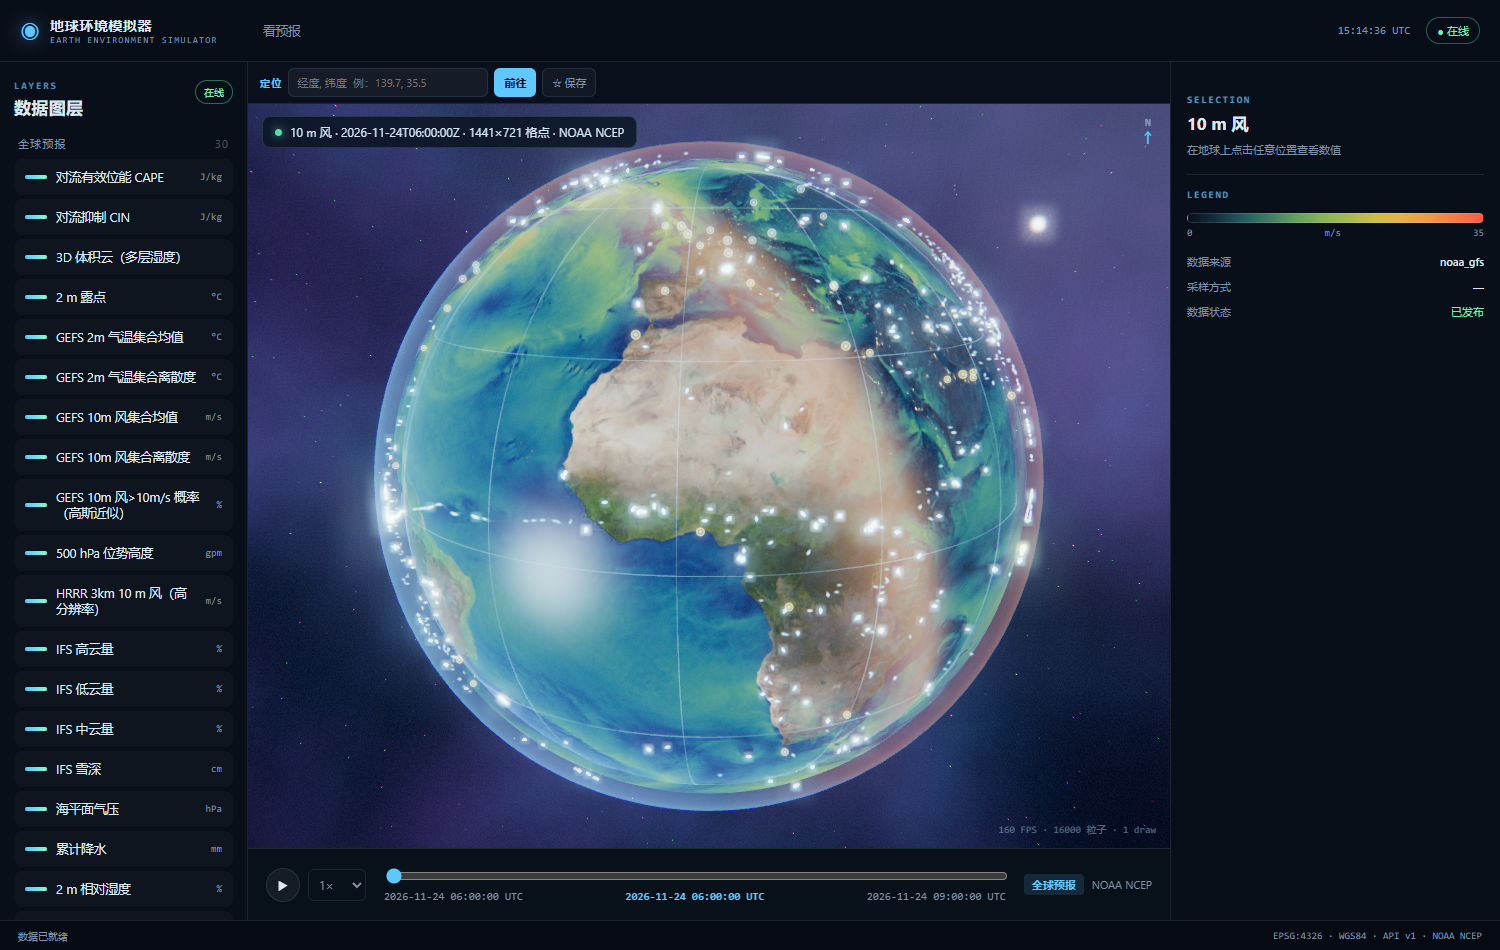 地球环境模拟器
EARTH ENVIRONMENT SIMULATOR
看预报
15:14:36 UTC
在线
LAYERS
数据图层
在线
全球预报 30
对流有效位能 CAPE J/kg
对流抑制 CIN J/kg
3D 体积云（多层湿度）
2 m 露点 °C
GEFS 2m 气温集合均值 °C
GEFS 2m 气温集合离散度 °C
GEFS 10m 风集合均值 m/s
GEFS 10m 风集合离散度 m/s
GEFS 10m 风>10m/s 概率
（高斯近似） %
500 hPa 位势高度 gpm
HRRR 3km 10 m 风（高
分辨率） m/s
IFS 高云量 %
IFS 低云量 %
IFS 中云量 %
IFS 雪深 cm
海平面气压 hPa
累计降水 mm
2 m 相对湿度 %
定位 经度, 纬度 例：139.7, 35.5 前往 ☆ 保存
10 m 风 · 2026-11-24T06:00:00Z · 1441×721 格点 · NOAA NCEP
N
↑
160 FPS · 16000 粒子 · 1 draw
1×
2026-11-24 06:00:00 UTC 2026-11-24 06:00:00 UTC 2026-11-24 09:00:00 UTC
全球预报 NOAA NCEP
SELECTION
10 m 风
在地球上点击任意位置查看数值
LEGEND
0 m/s 35
数据来源 noaa_gfs
采样方式 —
数据状态 已发布
数据已就绪
EPSG:4326 · WGS84 · API v1 · NOAA NCEP